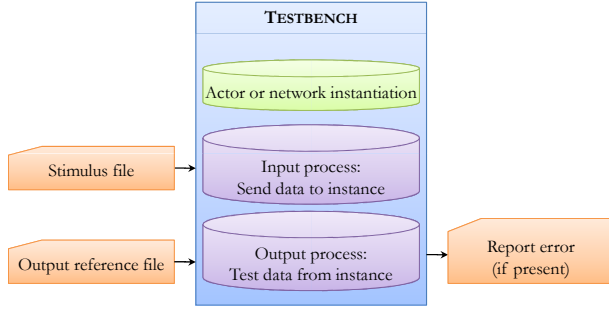 TESTBENCH
Actor or network instantiation
Stimulus file
Input process:
Send data to instance
Output reference file
Output process:
Test data from instance
Report error
(if present)